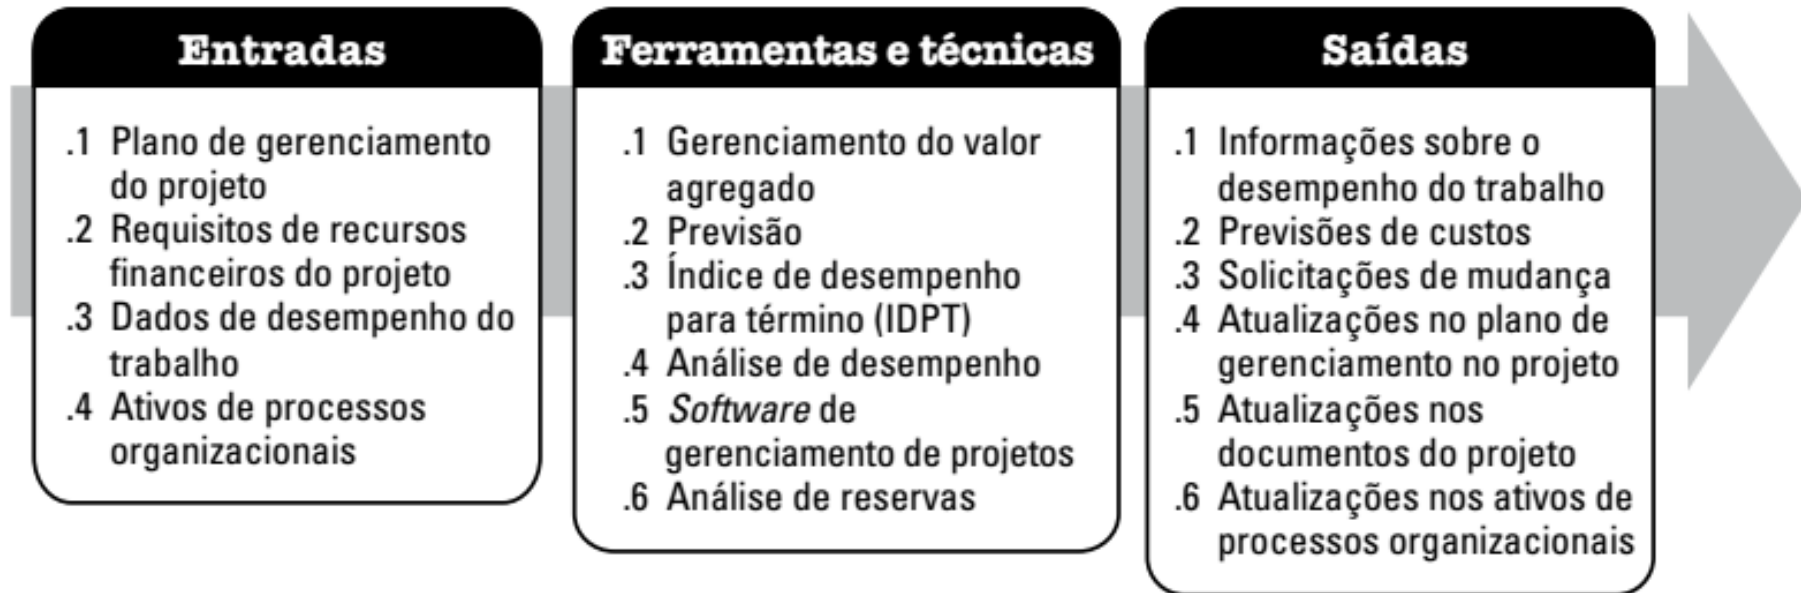 Entradas
.1 Plano de gerenciamento
do projeto
.2 Requisitos de recursos
financeiros do projeto
.3 Dados de desempenho do
trabalho
.4 Ativos de processos
organizacionais
Ferramentas e técnicas
.1 Gerenciamento do valor
agregado
.2 Previsão
.3 Índice de desempenho
para término (IDPT)
.4 Análise de desempenho
.5 Software de
gerenciamento de projetos
.6 Análise de reservas
Saídas
.1 Informações sobre o
desempenho do trabalho
.2 Previsões de custos
.3 Solicitações de mudança
.4 Atualizações no plano de
gerenciamento no projeto
.5 Atualizações nos
documentos do projeto
.6 Atualizações nos ativos de
processos organizacionais